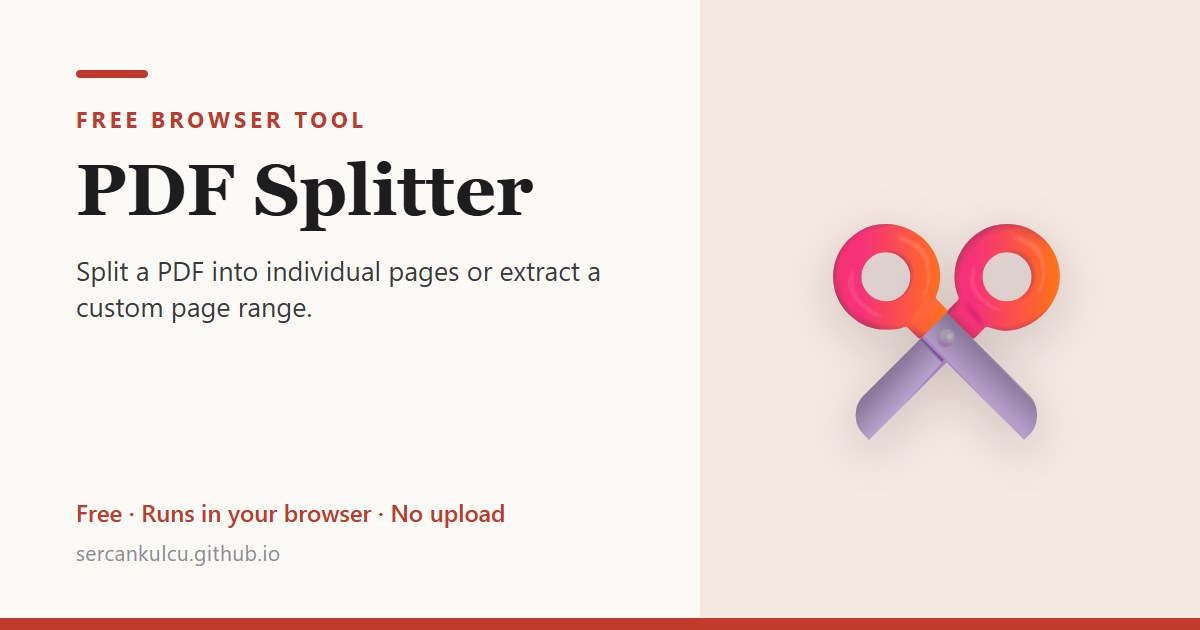 FREE BROWSER TOOL
PDF Splitter
Split a PDF into individual pages or extract a
custom page range.
Free · Runs in your browser · No upload
sercankulcu.github.io